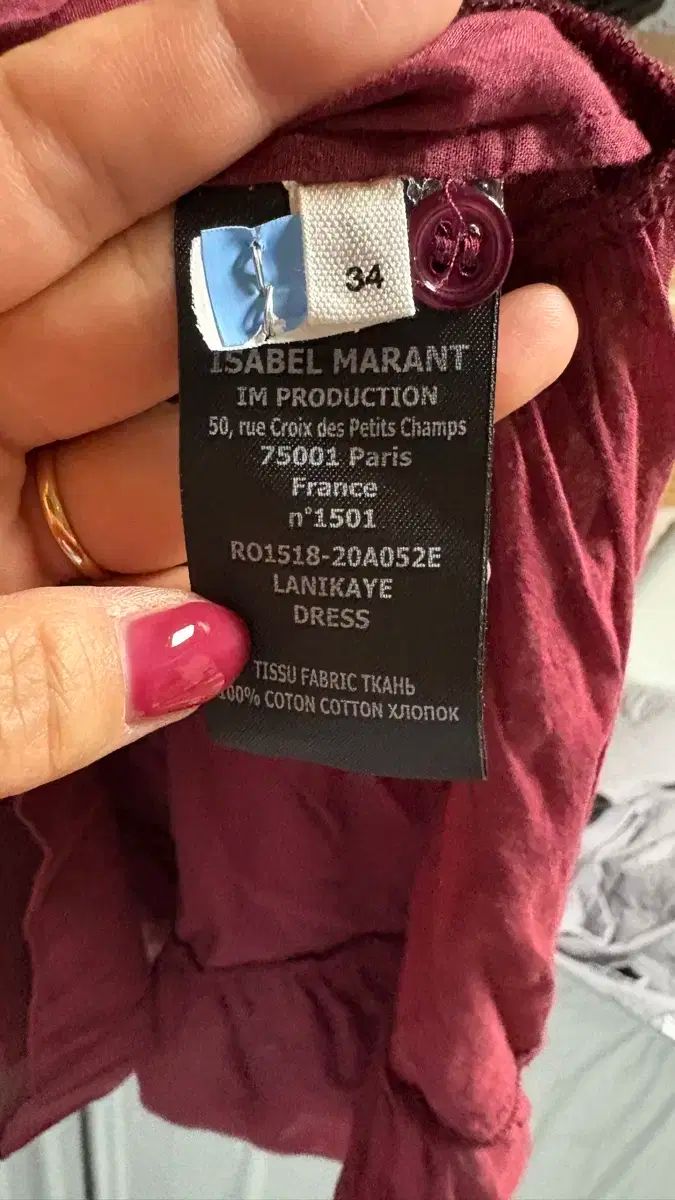 34
ISABEL MARANT
IM PRODUCTION
50, rue Croix des Petits Champs
75001 Paris
France
n°1501
RO1518-20A052E
LANIKAYE
DRESS
TISSU FABRIC ТКАНЬ
100% COTON COTTON ХЛОПОК